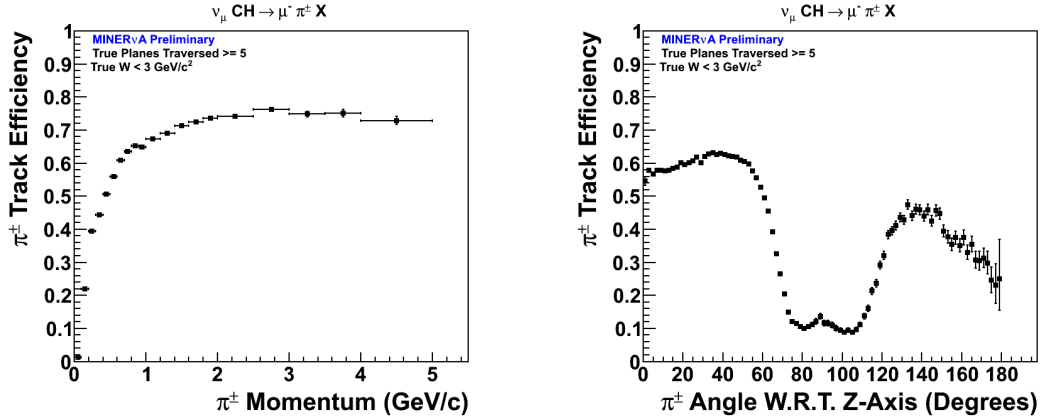 ν_μ CH → μ⁻ π± X
MINERνA Preliminary
True Planes Traversed >= 5
True W < 3 GeV/c²
π± Track Efficiency
1
0.9
0.8
0.7
0.6
0.5
0.4
0.3
0.2
0.1
0
0 1 2 3 4 5
π± Momentum (GeV/c)
ν_μ CH → μ⁻ π± X
MINERνA Preliminary
True Planes Traversed >= 5
True W < 3 GeV/c²
π± Track Efficiency
1
0.9
0.8
0.7
0.6
0.5
0.4
0.3
0.2
0.1
0
0 20 40 60 80 100 120 140 160 180
π± Angle W.R.T. Z-Axis (Degrees)